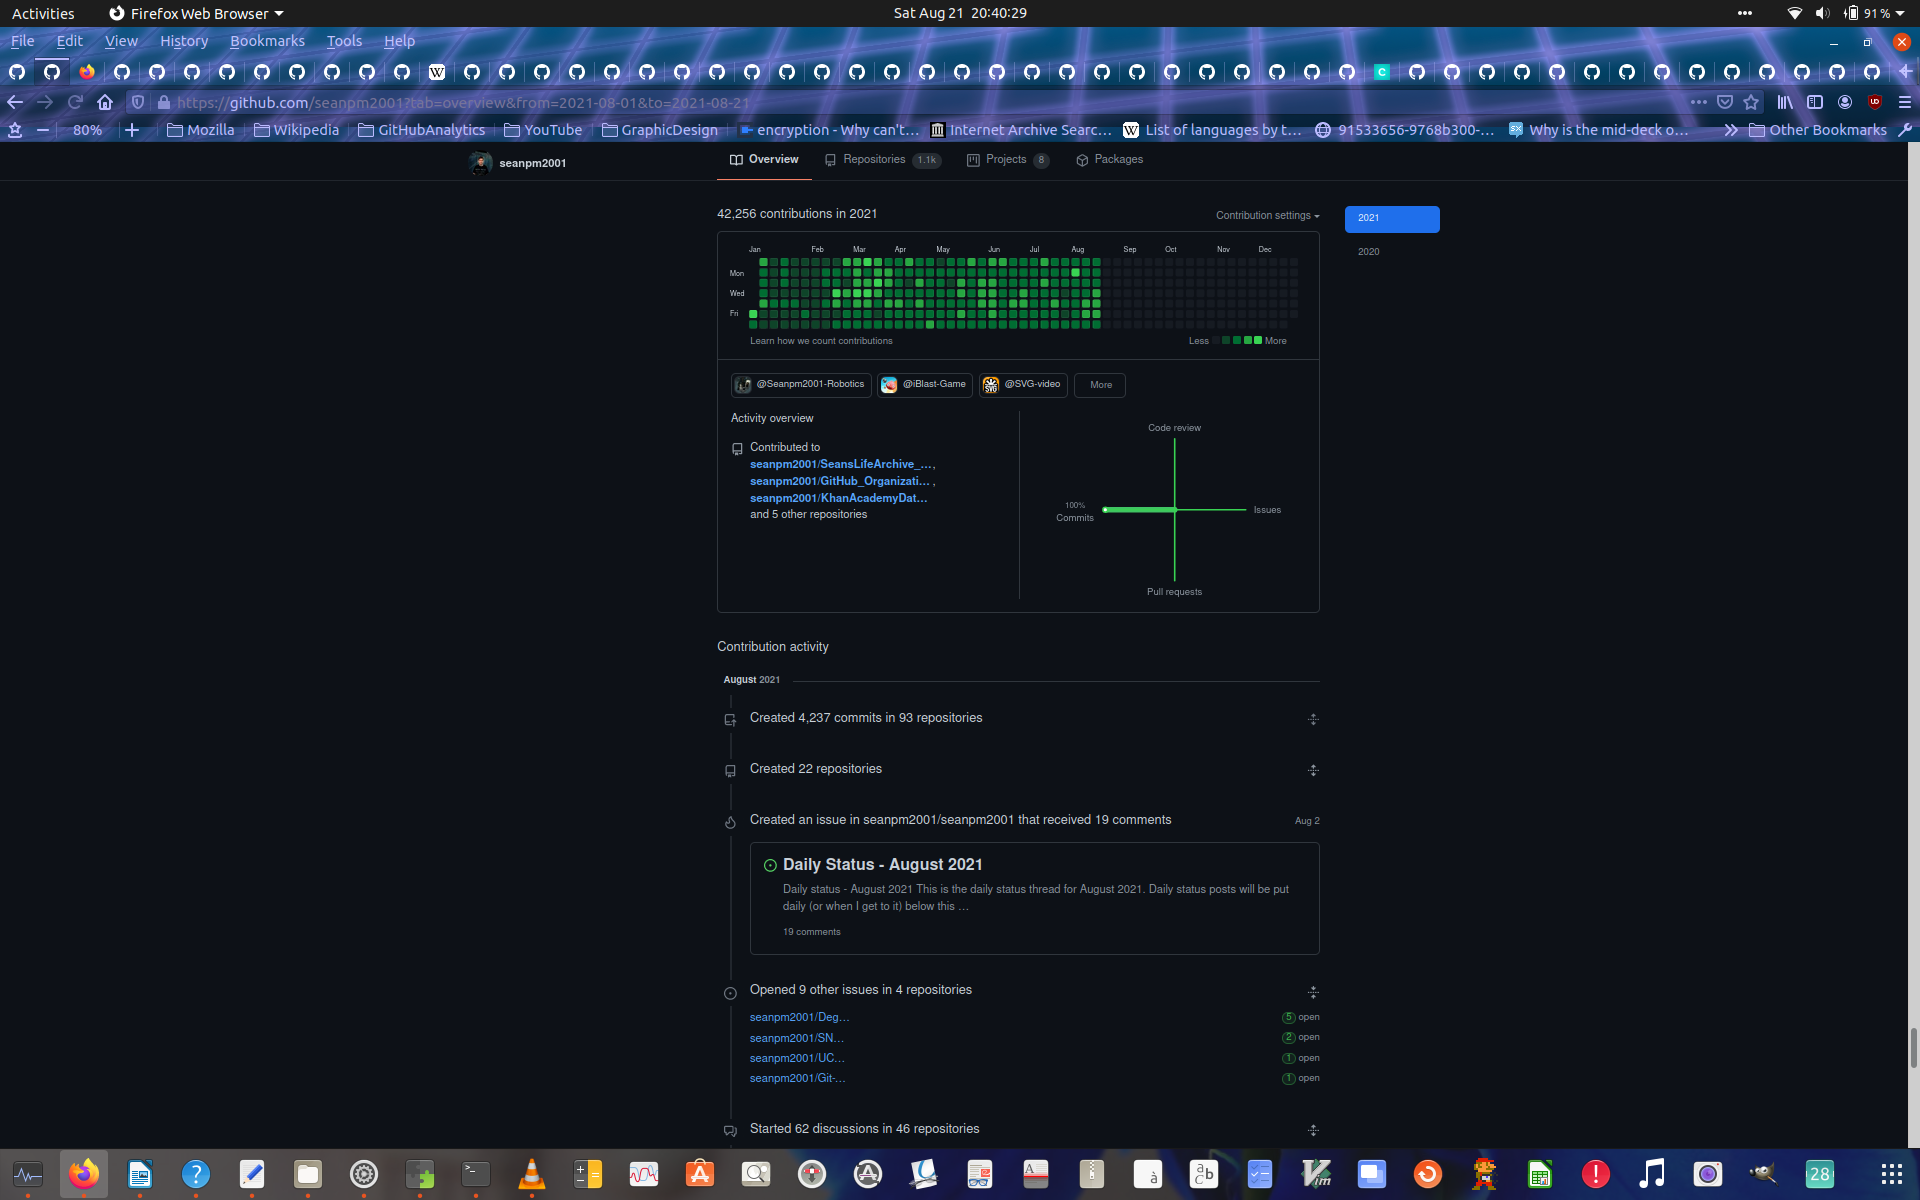 Activities Firefox Web Browser Sat Aug 21 20:40:29 91 %
File Edit View History Bookmarks Tools Help
https://github.com/seanpm2001?tab=overview&from=2021-08-01&to=2021-08-21
80% Mozilla Wikipedia GitHubAnalytics YouTube GraphicDesign encryption - Why can't… Internet Archive Searc… List of languages by t… 91533656-9768b300-… Why is the mid-deck o… Other Bookmarks
seanpm2001 Overview Repositories 1.1k Projects 8 Packages
42,256 contributions in 2021 Contribution settings 2021
2020
Jan Feb Mar Apr May Jun Jul Aug Sep Oct Nov Dec
Mon
Wed
Fri
Learn how we count contributions Less More
@Seanpm2001-Robotics @iBlast-Game @SVG-video More
Activity overview
Contributed to
seanpm2001/SeansLifeArchive_…,
seanpm2001/GitHub_Organizati… ,
seanpm2001/KhanAcademyDat…
and 5 other repositories
Code review
100%
Commits
Issues
Pull requests
Contribution activity
August 2021
Created 4,237 commits in 93 repositories
Created 22 repositories
Created an issue in seanpm2001/seanpm2001 that received 19 comments Aug 2
Daily Status - August 2021
Daily status - August 2021 This is the daily status thread for August 2021. Daily status posts will be put
daily (or when I get to it) below this …
19 comments
Opened 9 other issues in 4 repositories
seanpm2001/Deg… 5 open
seanpm2001/SN… 2 open
seanpm2001/UC… 1 open
seanpm2001/Git-… 1 open
Started 62 discussions in 46 repositories
28